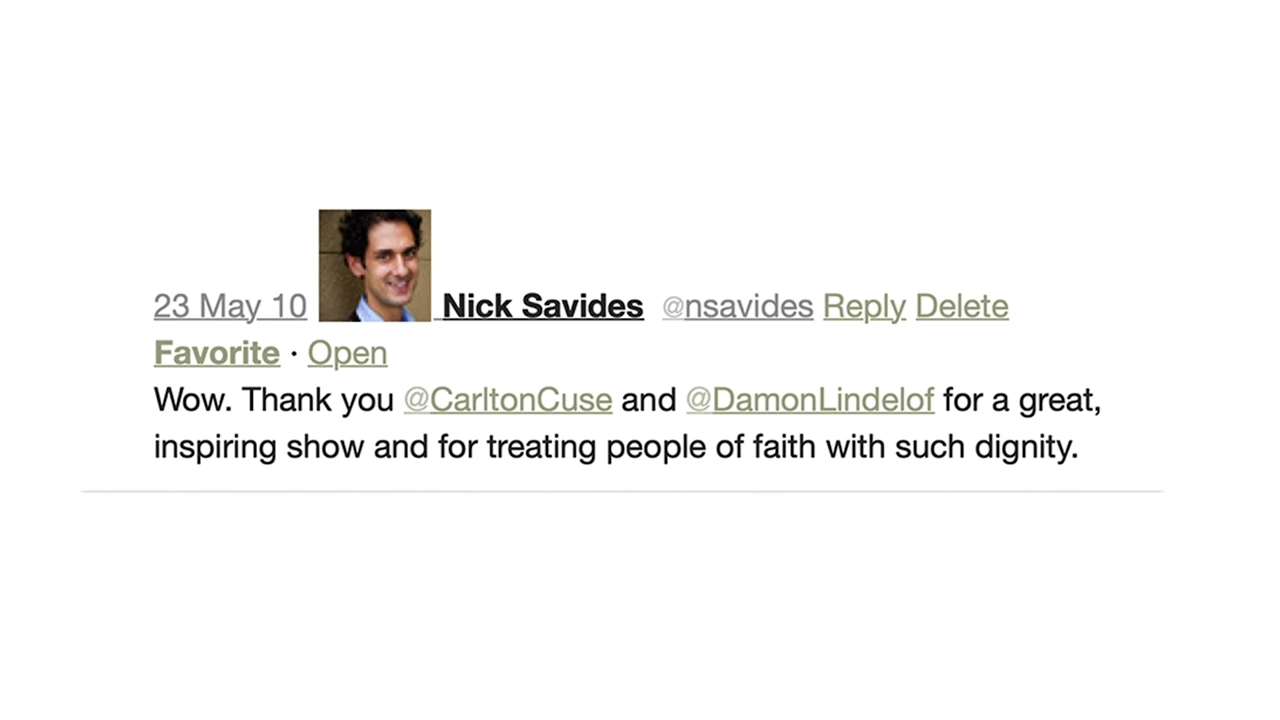 23 May 10 Nick Savides @nsavides Reply Delete
Favorite · Open
Wow. Thank you @CarltonCuse and @DamonLindelof for a great,
inspiring show and for treating people of faith with such dignity.